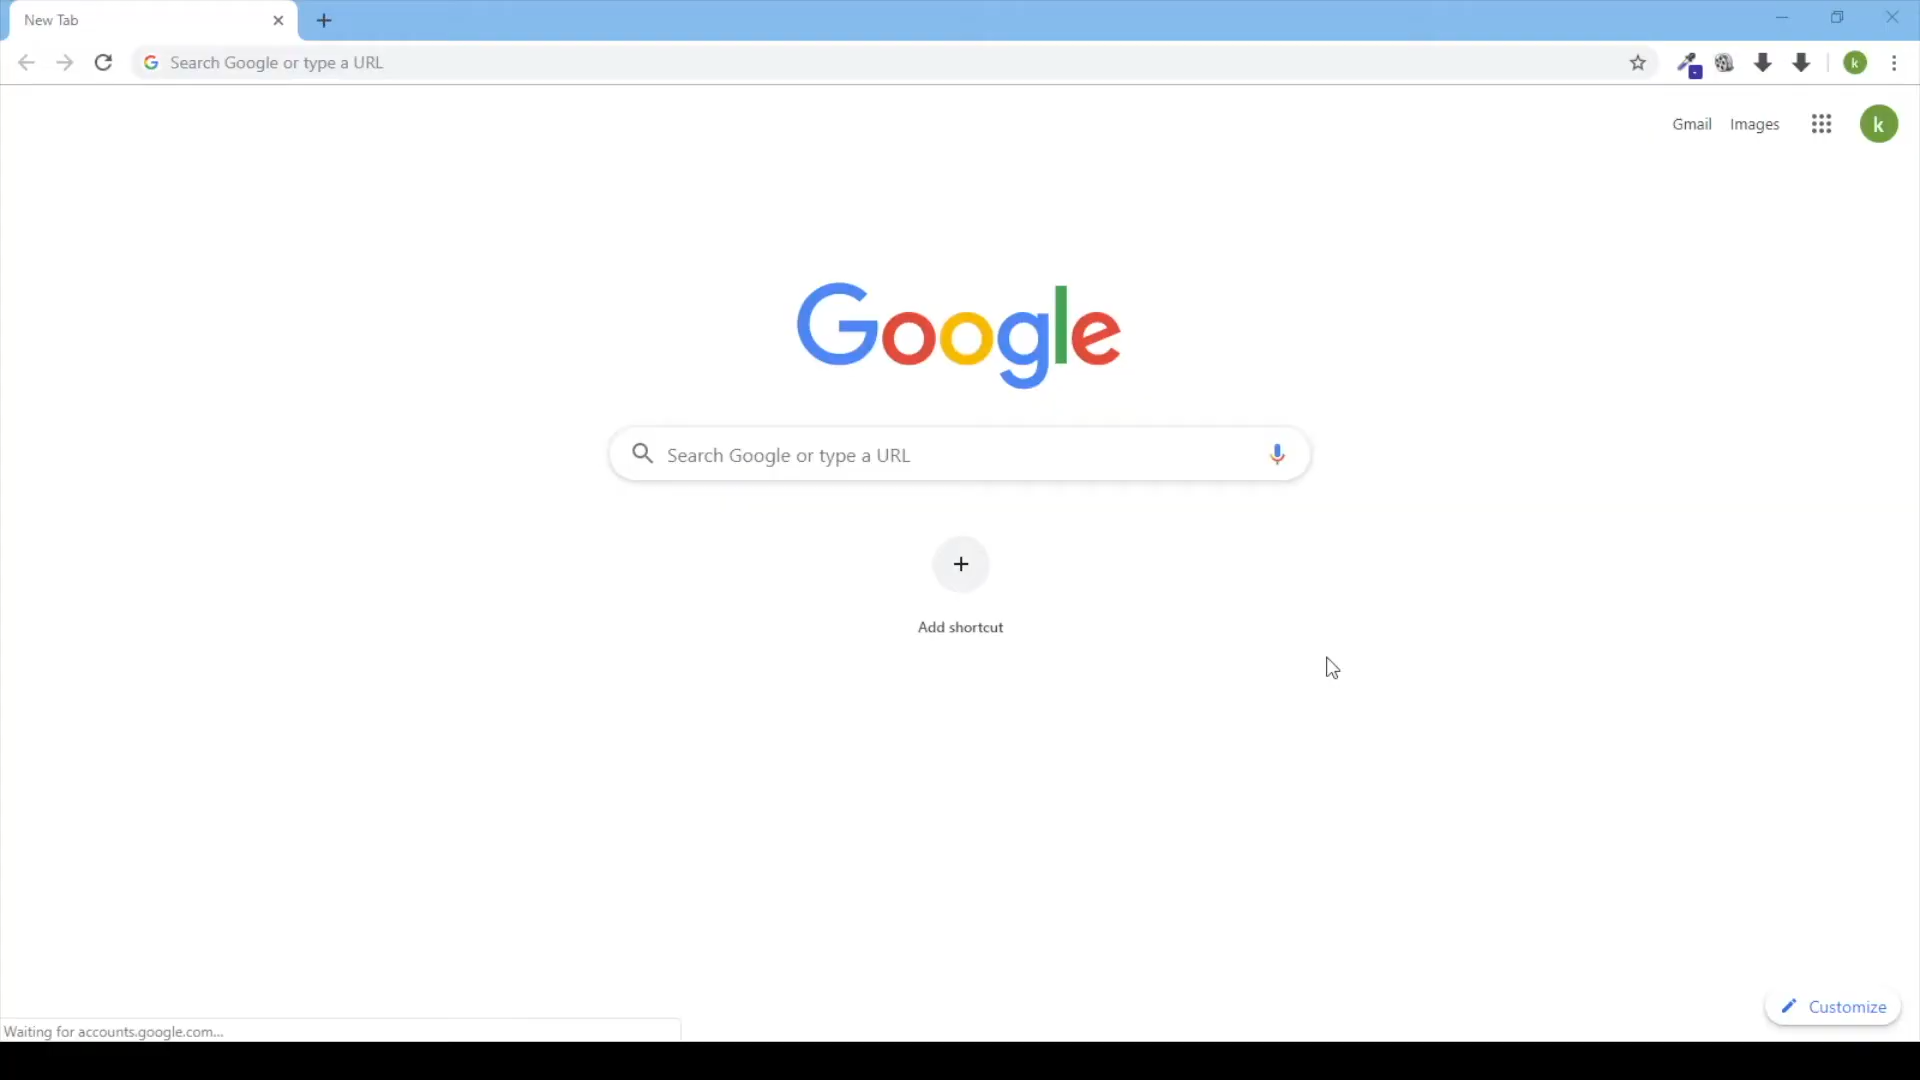 New Tab
Search Google or type a URL
k
Gmail
Images
k
Google
Search Google or type a URL
Add shortcut
Customize
Waiting for accounts.google.com...